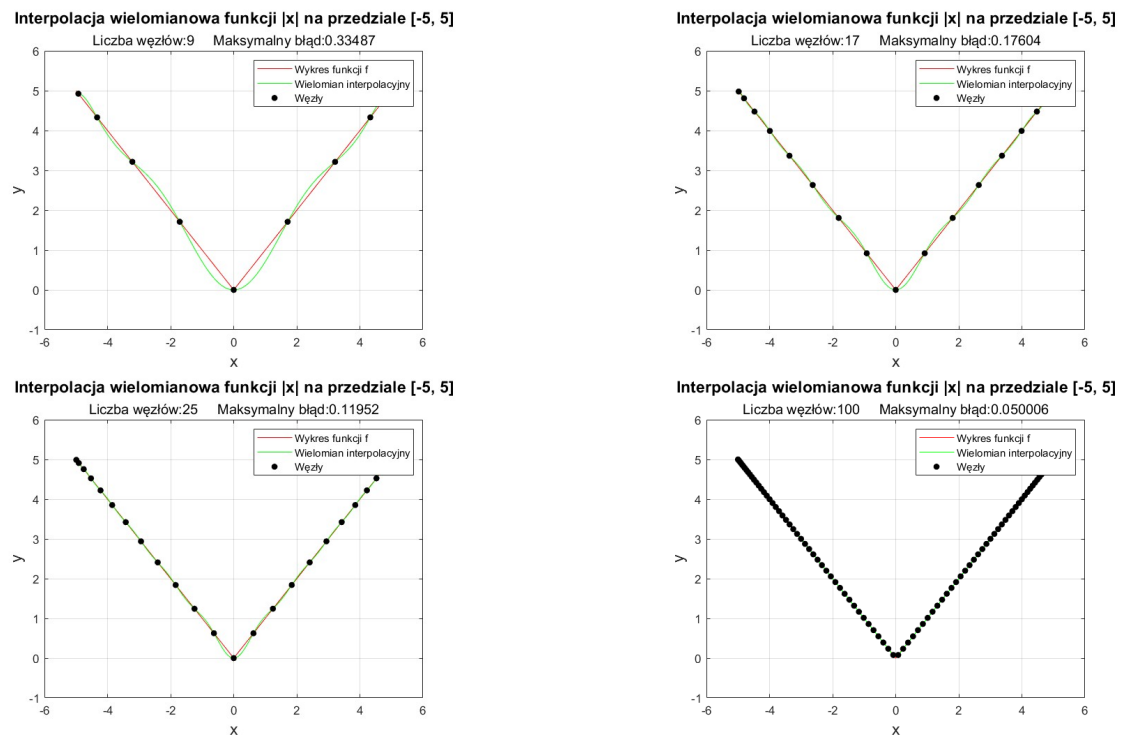 Interpolacja wielomianowa funkcji |x| na przedziale [-5, 5]
Liczba węzłów:9 Maksymalny błąd:0.33487
6
5
4
3
2
1
0
-1
y
-6 -4 -2 0 2 4 6
x
Wykres funkcji f
Wielomian interpolacyjny
Węzły
Interpolacja wielomianowa funkcji |x| na przedziale [-5, 5]
Liczba węzłów:17 Maksymalny błąd:0.17604
6
5
4
3
2
1
0
-1
y
-6 -4 -2 0 2 4 6
x
Wykres funkcji f
Wielomian interpolacyjny
Węzły
Interpolacja wielomianowa funkcji |x| na przedziale [-5, 5]
Liczba węzłów:25 Maksymalny błąd:0.11952
6
5
4
3
2
1
0
-1
y
-6 -4 -2 0 2 4 6
x
Wykres funkcji f
Wielomian interpolacyjny
Węzły
Interpolacja wielomianowa funkcji |x| na przedziale [-5, 5]
Liczba węzłów:100 Maksymalny błąd:0.050006
6
5
4
3
2
1
0
-1
y
-6 -4 -2 0 2 4 6
x
Wykres funkcji f
Wielomian interpolacyjny
Węzły